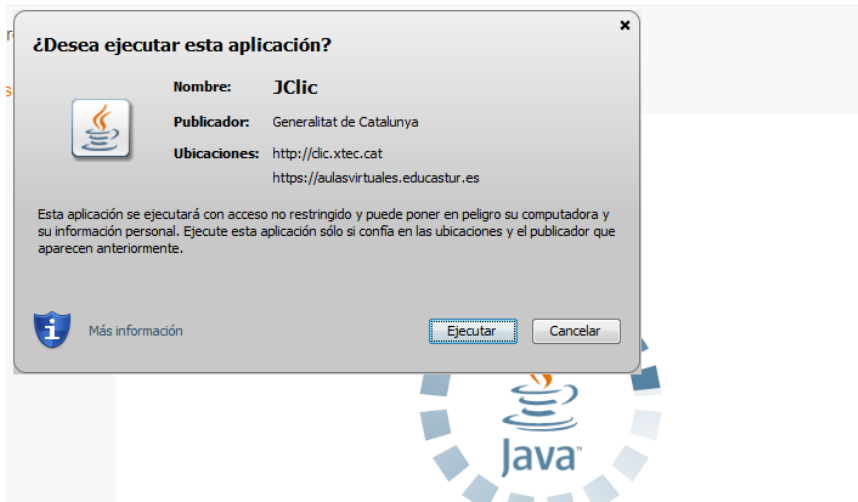 ¿Desea ejecutar esta aplicación?
Nombre: JClic
Publicador: Generalitat de Catalunya
Ubicaciones: http://clic.xtec.cat
https://aulasvirtuales.educastur.es
Esta aplicación se ejecutará con acceso no restringido y puede poner en peligro su computadora y
su información personal. Ejecute esta aplicación sólo si confía en las ubicaciones y el publicador que
aparecen anteriormente.
Más información
Ejecutar
Cancelar
Java™